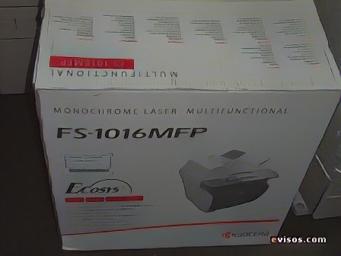 FS-1016MFP
MULTIFUNCTIONAL
MONOCHROME LASER MULTIFUNCTIONAL
FS-1016MFP
Ecosys
KYOCERA
evisos.com